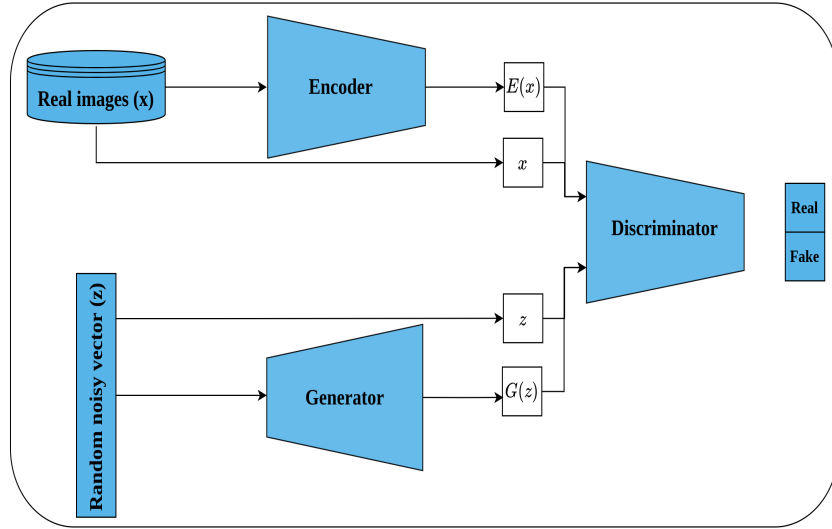 Real images (x)
Encoder
E(x)
x
Discriminator
Real
Fake
Random noisy vector (z)
z
Generator
G(z)